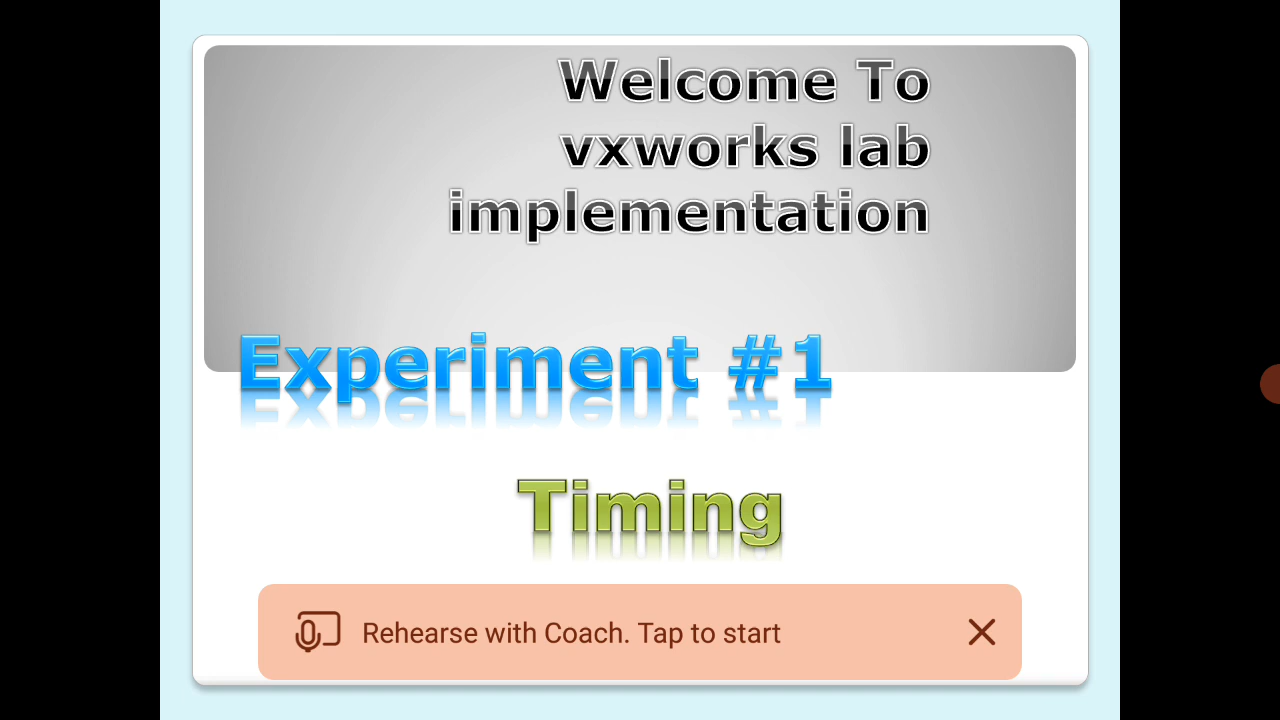 Welcome To
vxworks lab
implementation
Experiment #1
Timing
Rehearse with Coach. Tap to start